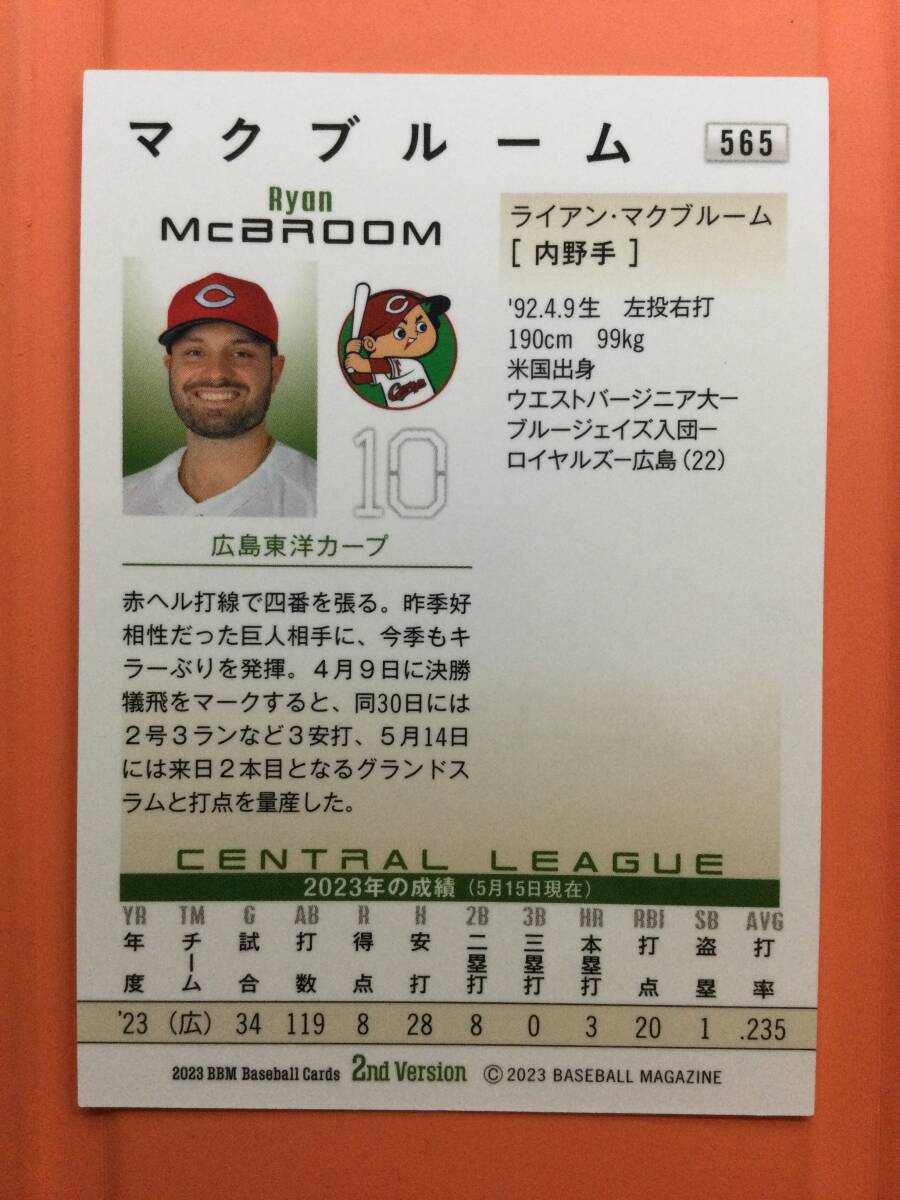 マクブルーム
565
Ryan
McBROOM
ライアン・マクブルーム
[ 内野手 ]
C
C
Carp
10
'92.4.9生 左投右打
190cm 99kg
米国出身
ウエストバージニア大ー
ブルージェイズ入団ー
ロイヤルズー広島(22)
広島東洋カープ
赤ヘル打線で四番を張る。昨季好
相性だった巨人相手に、今季もキ
ラーぶりを発揮。4月9日に決勝
犠飛をマークすると、同30日には
2号3ランなど3安打、5月14日
には来日2本目となるグランドス
ラムと打点を量産した。
CENTRAL LEAGUE
2023年の成績(5月15日現在)
YR TM G AB R H 2B 3B HR RBI SB AVG
年度 チーム 試合 打数 得点 安打 二塁打 三塁打 本塁打 打点 盗塁 打率
'23 (広) 34 119 8 28 8 0 3 20 1 .235
2023 BBM Baseball Cards 2nd Version ©2023 BASEBALL MAGAZINE